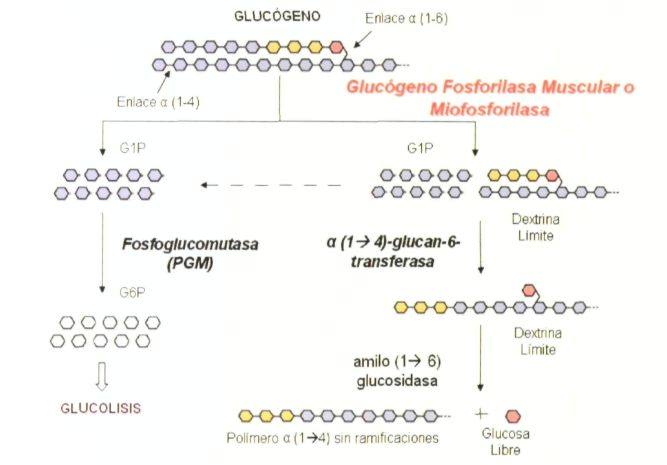 GLUCÓGENO
Enlace α (1-6)
Enlace α (1-4)
Glucógeno Fosforilasa Muscular o
Miofosforilasa
G1P
G1P
Fosfoglucomutasa
(PGM)
α (1→ 4)-glucan-6-
transferasa
Dextrina
Límite
G6P
Dextrina
Límite
amilo (1→ 6)
glucosidasa
GLUCOLISIS
Polímero α (1→4) sin ramificaciones
+
Glucosa
Libre